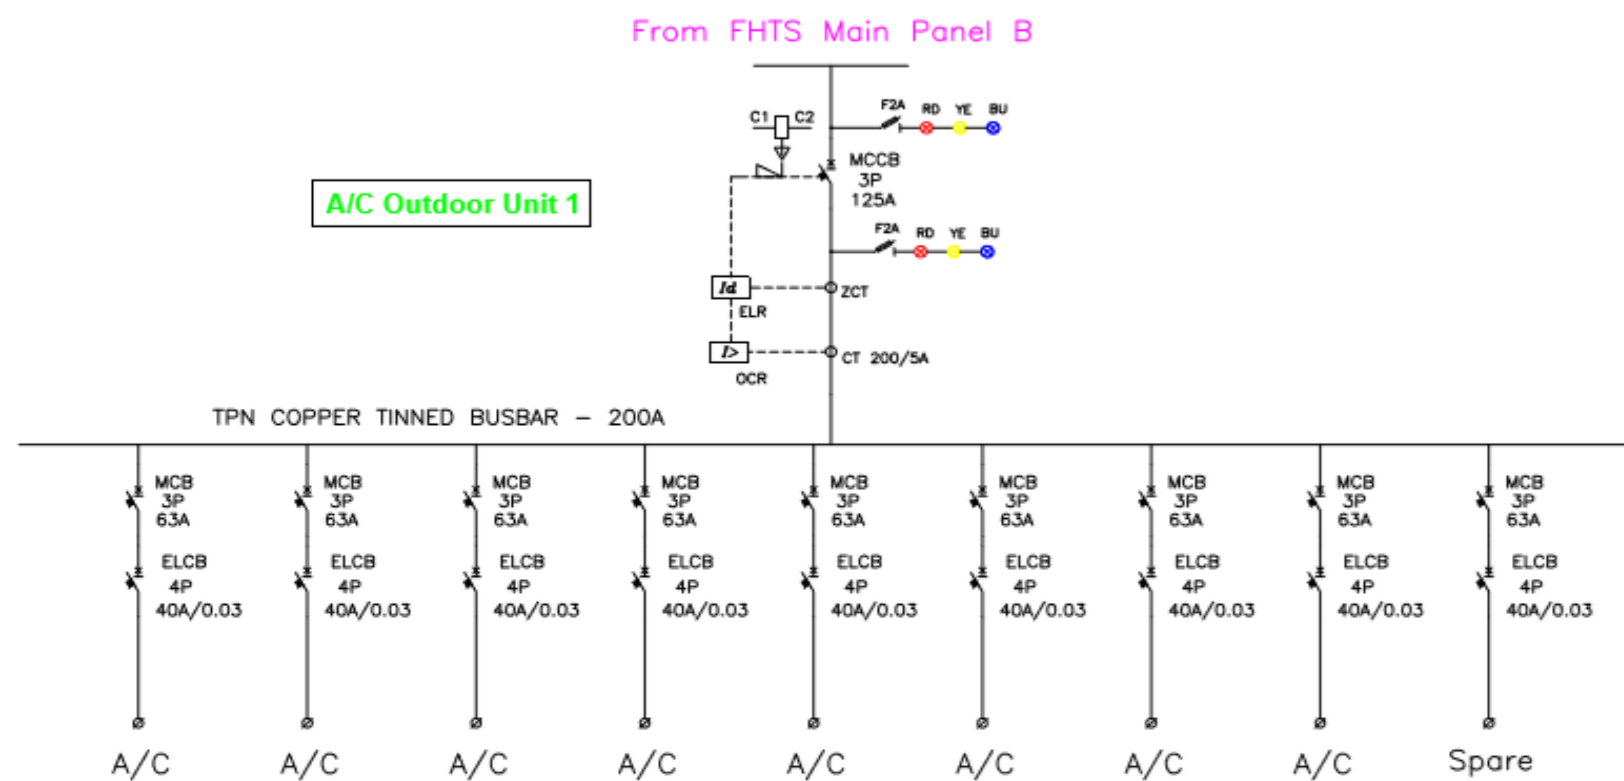 From FHTS Main Panel B
F2A RD YE BU
C1 C2
MCCB
3P
125A
A/C Outdoor Unit 1
F2A RD YE BU
Id
ZCT
ELR
I>
CT 200/5A
OCR
TPN COPPER TINNED BUSBAR - 200A
MCB MCB MCB MCB MCB MCB MCB MCB MCB
3P 3P 3P 3P 3P 3P 3P 3P 3P
63A 63A 63A 63A 63A 63A 63A 63A 63A
ELCB ELCB ELCB ELCB ELCB ELCB ELCB ELCB ELCB
4P 4P 4P 4P 4P 4P 4P 4P 4P
40A/0.03 40A/0.03 40A/0.03 40A/0.03 40A/0.03 40A/0.03 40A/0.03 40A/0.03 40A/0.03
A/C A/C A/C A/C A/C A/C A/C A/C Spare